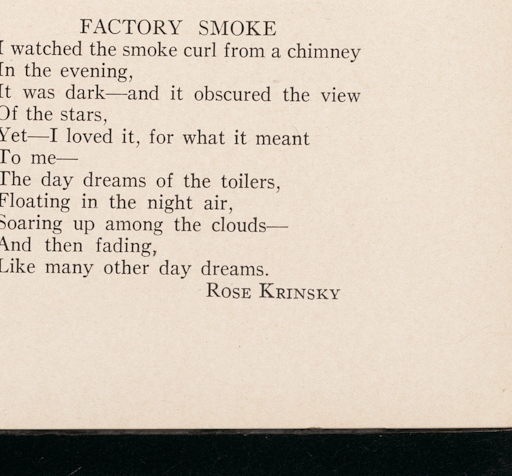 FACTORY SMOKE
I watched the smoke curl from a chimney
In the evening,
It was dark—and it obscured the view
Of the stars,
Yet—I loved it, for what it meant
To me—
The day dreams of the toilers,
Floating in the night air,
Soaring up among the clouds—
And then fading,
Like many other day dreams.
ROSE KRINSKY